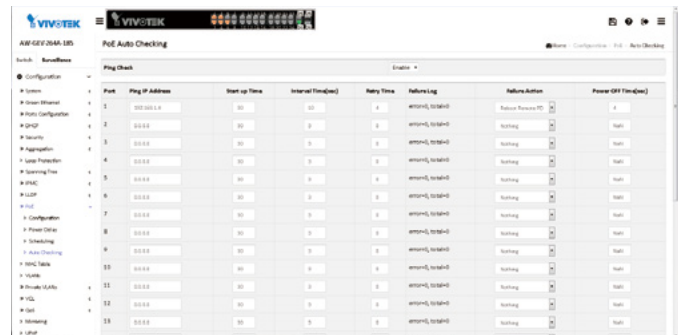 VIVOTEK
VIVOTEK
AW-GEV-264A-185
PoE Auto Checking
Home
Configuration
PoE
Auto Checking
Switch
Surveillance
Ping Check
Enable
Configuration
Port
Ping IP Address
Start up Time
Interval Time(sec)
Retry Time
Failure Log
Failure Action
Power OFF Time(sec)
System
Green Ethernet
Ports Configuration
DHCP
Security
Aggregation
Loop Protection
Spanning Tree
IPMC
LLDP
PoE
Configuration
Power Delay
Scheduling
Auto Checking
MAC Table
VLANs
Private VLANs
VCL
QoS
Mirroring
UPnP
1
error=0, total=0
Reboot Remote PD
2
0.0.0.0
error=0, total=0
Nothing
3
0.0.0.0
error=0, total=0
Nothing
4
0.0.0.0
error=0, total=0
Nothing
5
0.0.0.0
error=0, total=0
Nothing
6
0.0.0.0
error=0, total=0
Nothing
7
0.0.0.0
error=0, total=0
Nothing
8
0.0.0.0
error=0, total=0
Nothing
9
0.0.0.0
error=0, total=0
Nothing
10
0.0.0.0
error=0, total=0
Nothing
11
0.0.0.0
error=0, total=0
Nothing
12
0.0.0.0
error=0, total=0
Nothing
13
0.0.0.0
error=0, total=0
Nothing